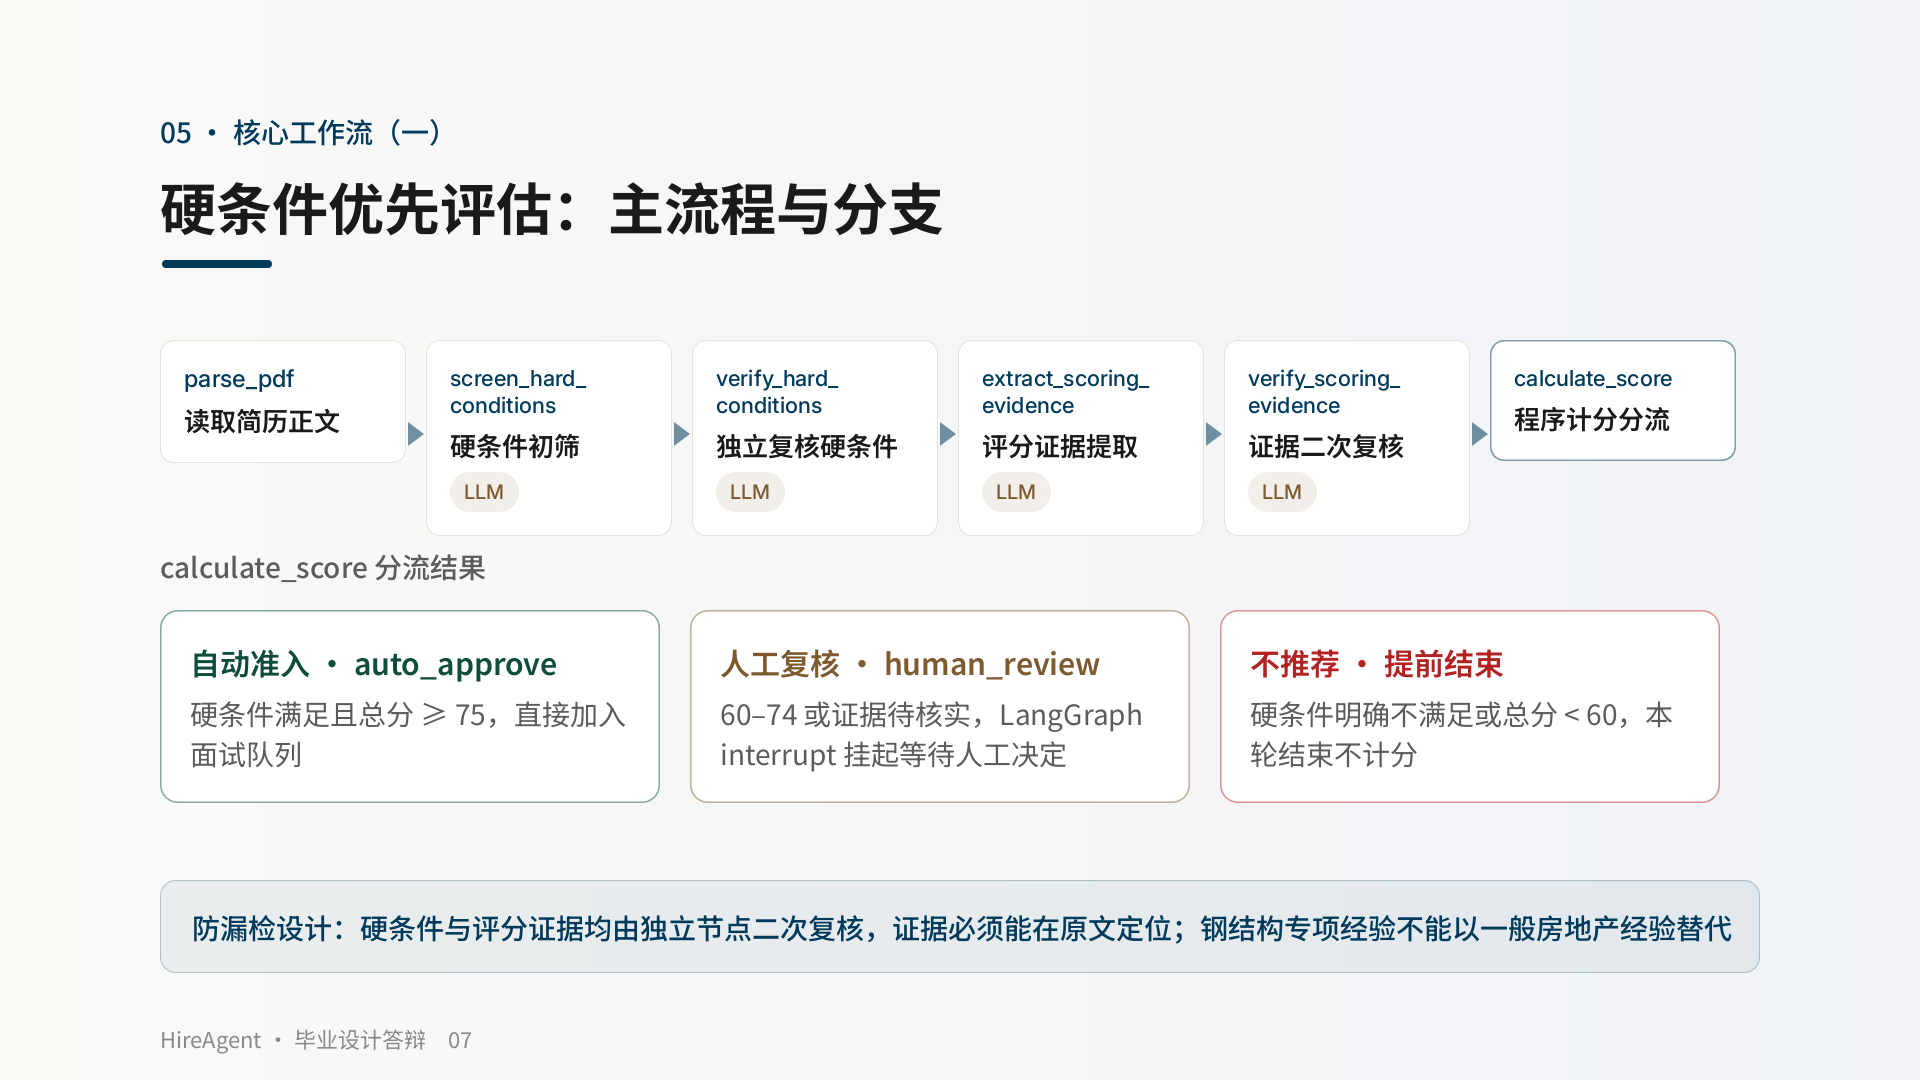 05 · 核心工作流（一）
硬条件优先评估：主流程与分支
parse_pdf
读取简历正文
screen_hard_
conditions
硬条件初筛
LLM
verify_hard_
conditions
独立复核硬条件
LLM
extract_scoring_
evidence
评分证据提取
LLM
verify_scoring_
evidence
证据二次复核
LLM
calculate_score
程序计分分流
calculate_score 分流结果
自动准入 · auto_approve
硬条件满足且总分 ≥ 75，直接加入
面试队列
人工复核 · human_review
60–74 或证据待核实，LangGraph
interrupt 挂起等待人工决定
不推荐 · 提前结束
硬条件明确不满足或总分 < 60，本
轮结束不计分
防漏检设计：硬条件与评分证据均由独立节点二次复核，证据必须能在原文定位；钢结构专项经验不能以一般房地产经验替代
HireAgent · 毕业设计答辩 07